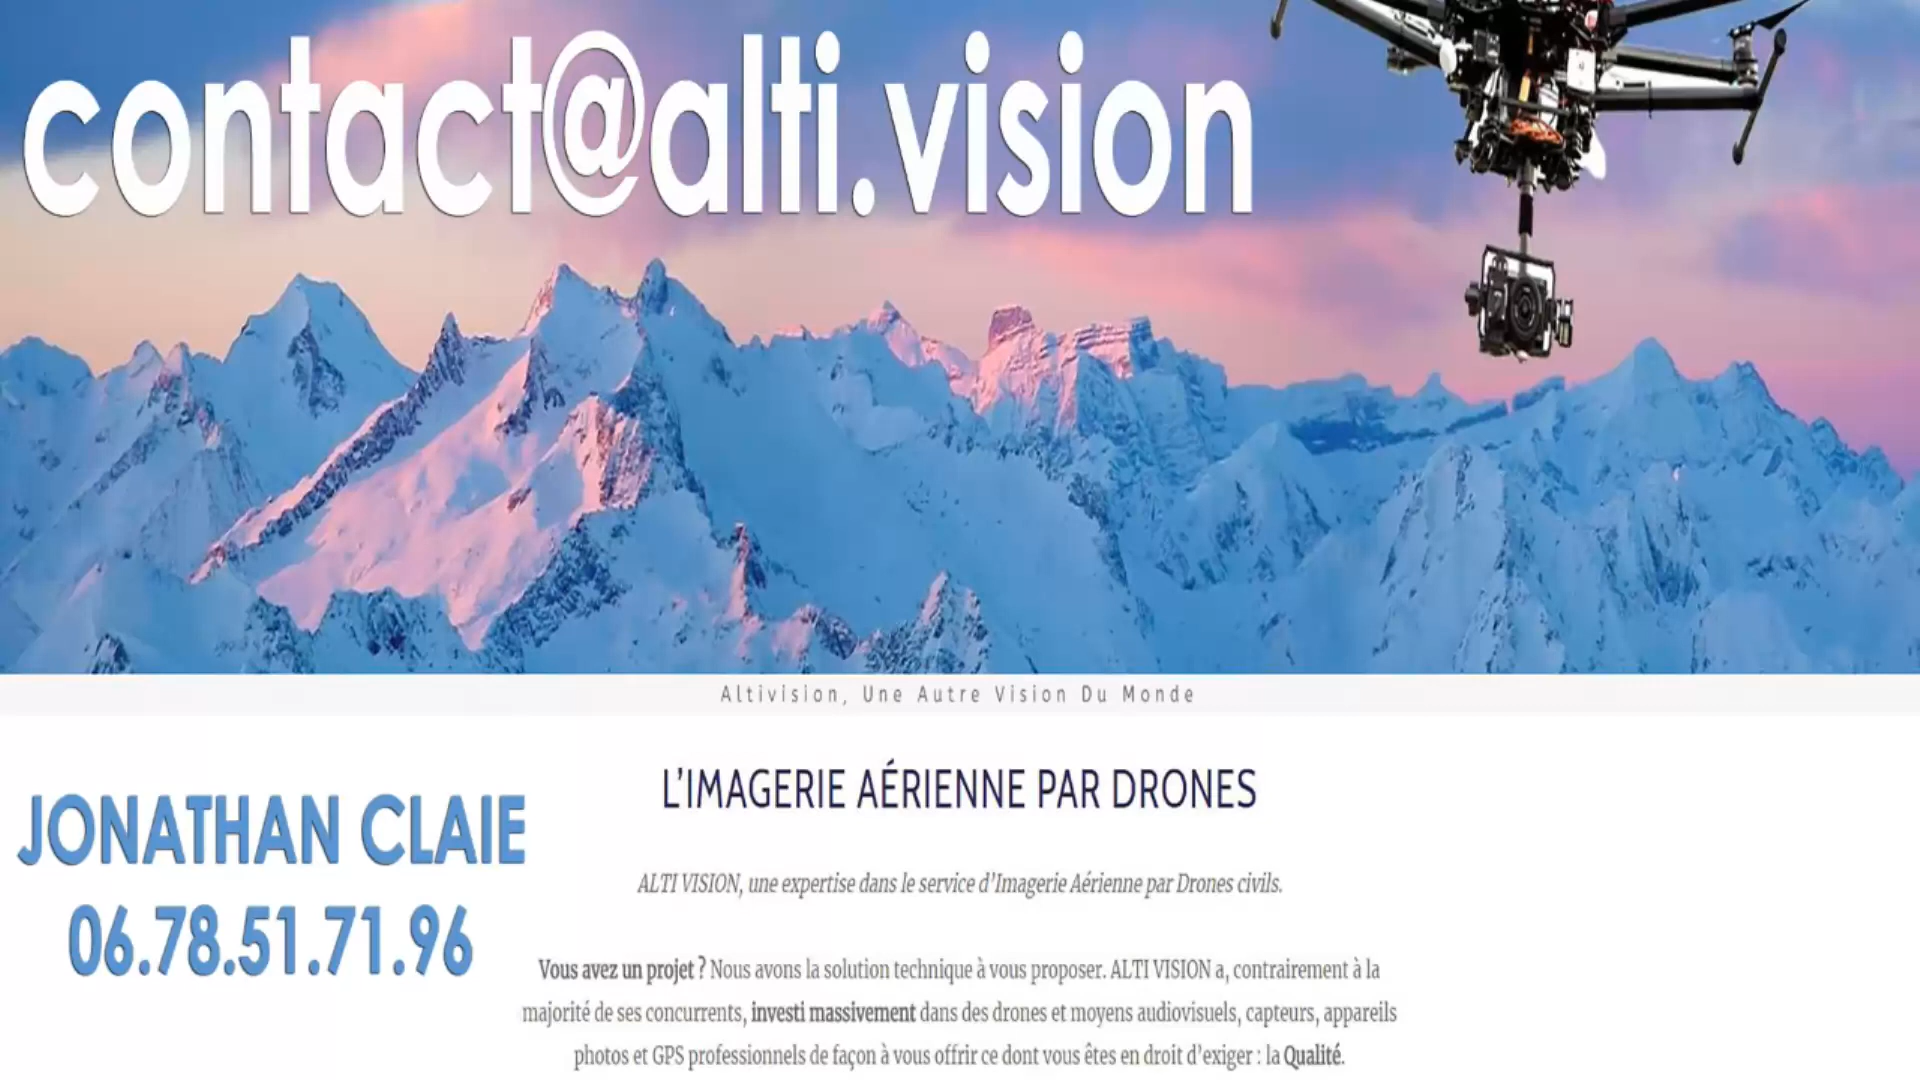 contact@alti.vision
Altivision, Une Autre Vision Du Monde
L'IMAGERIE AÉRIENNE PAR DRONES
JONATHAN CLAIE
06.78.51.71.96
ALTI VISION, une expertise dans le service d'Imagerie Aérienne par Drones civils.
Vous avez un projet ? Nous avons la solution technique à vous proposer. ALTI VISION a, contrairement à la
majorité de ses concurrents, investi massivement dans des drones et moyens audiovisuels, capteurs, appareils
photos et GPS professionnels de façon à vous offrir ce dont vous êtes en droit d'exiger : la Qualité.